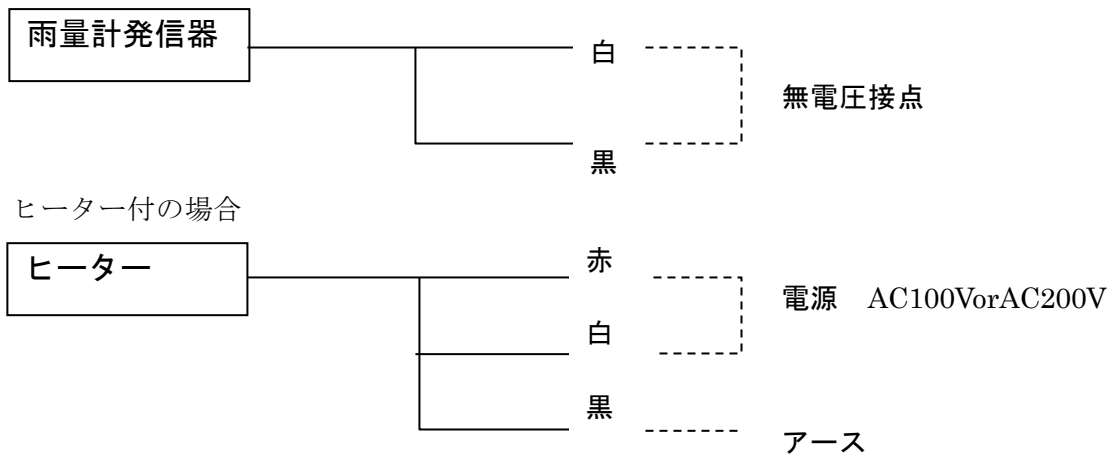 雨量計発信器
白
無電圧接点
黒
ヒーター付の場合
ヒーター
赤
電源 AC100VorAC200V
白
黒
アース